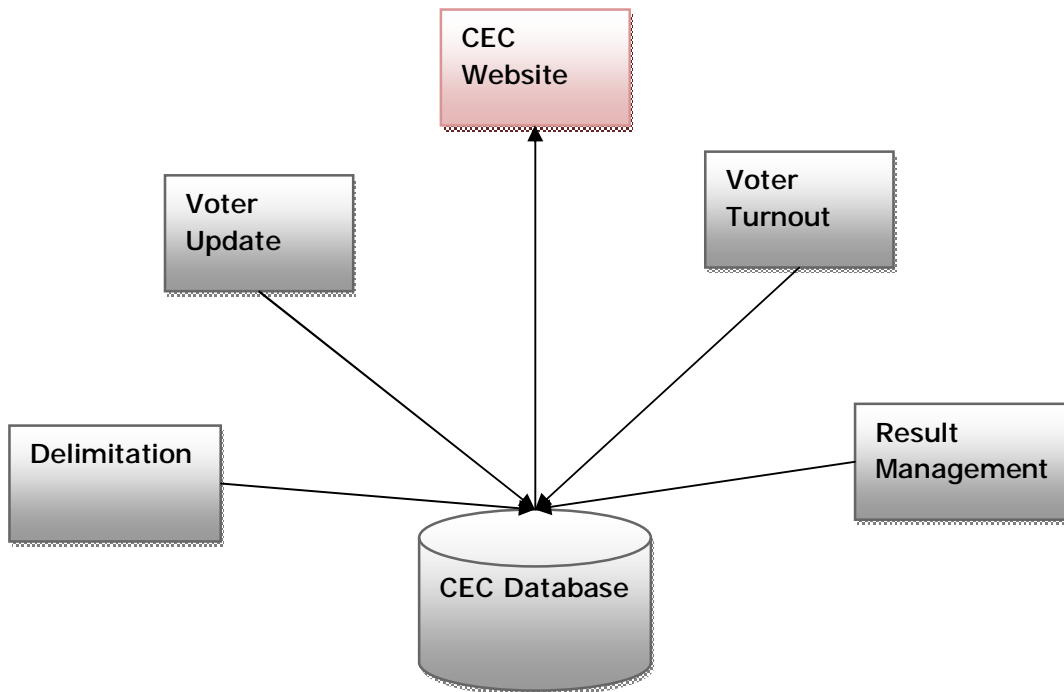 CEC
Website
Voter
Update
Voter
Turnout
Delimitation
Result
Management
CEC Database